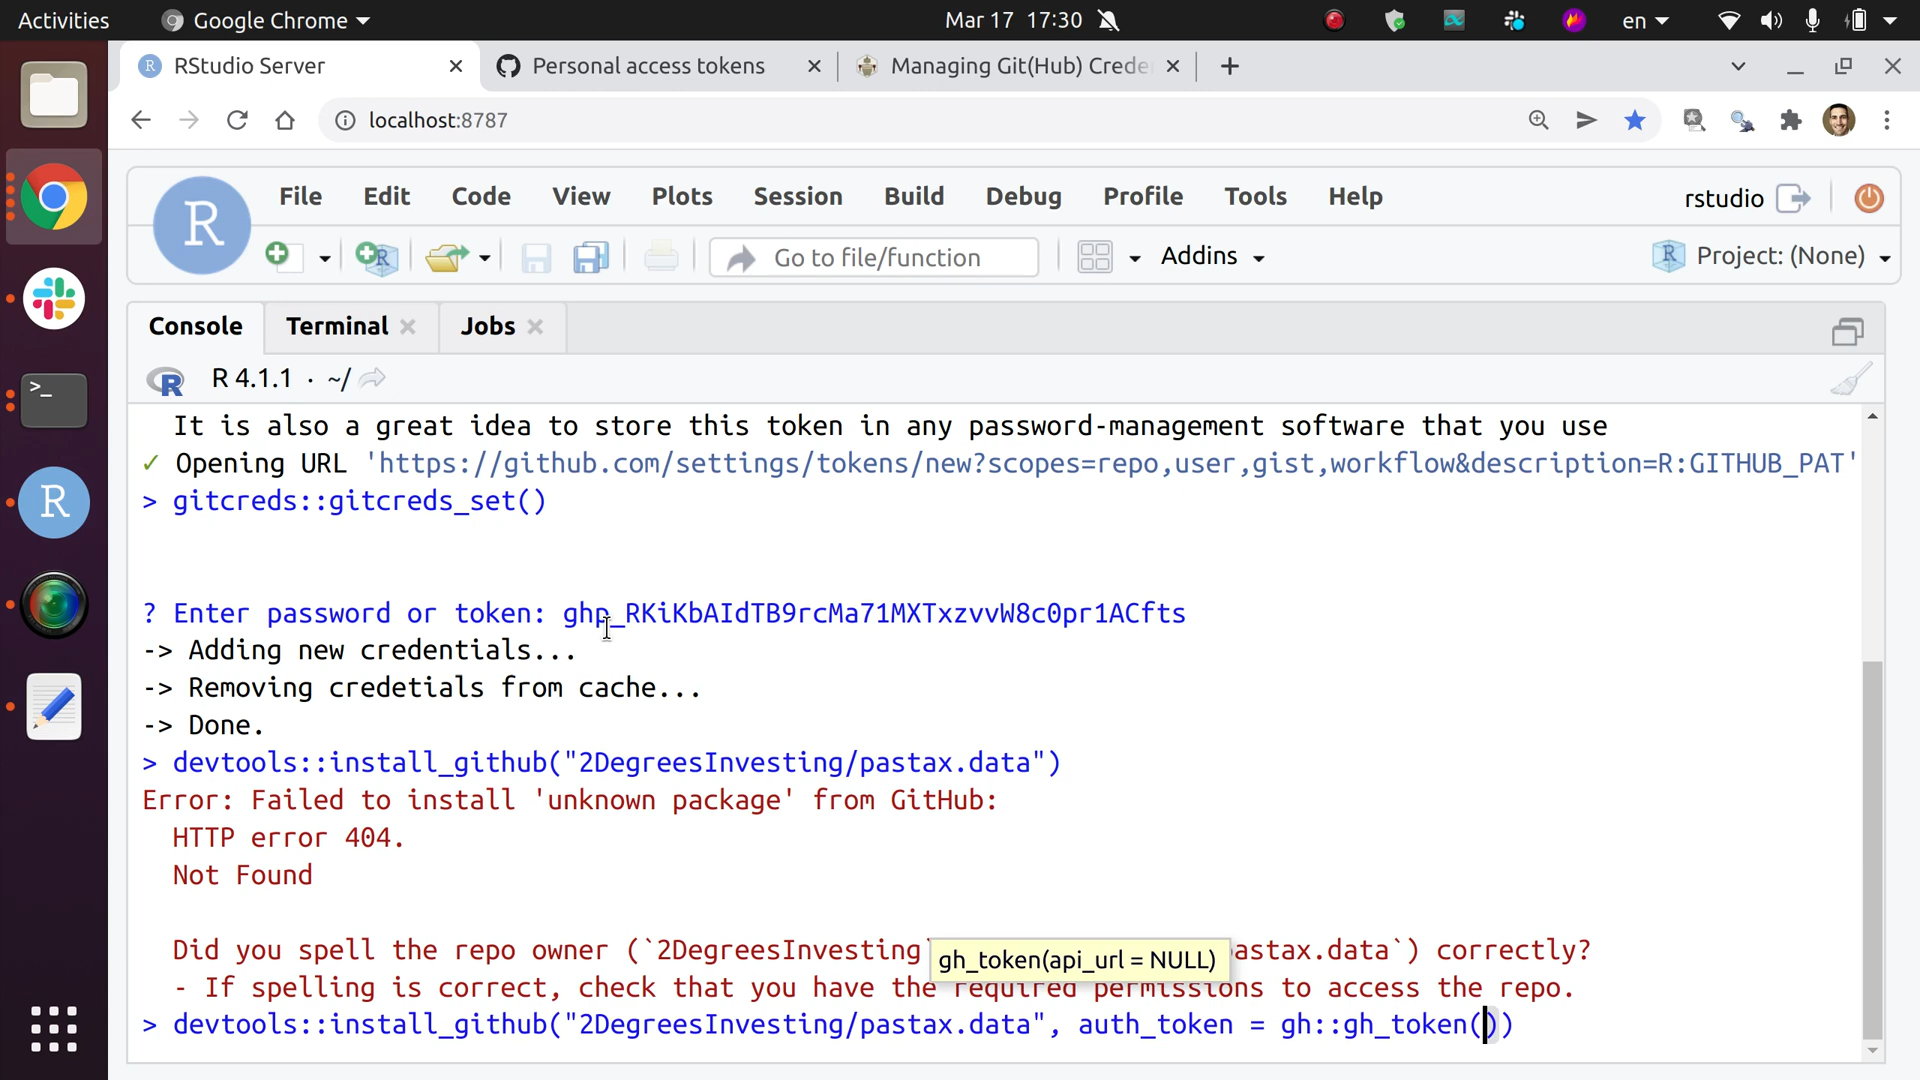 Activities Google Chrome Mar 17 17:30 en
RStudio Server Personal access tokens Managing Git(Hub) Crede
localhost:8787
File Edit Code View Plots Session Build Debug Profile Tools Help rstudio
R Go to file/function Addins Project: (None)
Console Terminal Jobs
R 4.1.1 · ~/
It is also a great idea to store this token in any password-management software that you use
✓ Opening URL 'https://github.com/settings/tokens/new?scopes=repo,user,gist,workflow&description=R:GITHUB_PAT'
> gitcreds::gitcreds_set()
? Enter password or token: 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
-> Adding new credentials...
-> Removing credetials from cache...
-> Done.
> devtools::install_github("2DegreesInvesting/pastax.data")
Error: Failed to install 'unknown package' from GitHub:
HTTP error 404.
Not Found
Did you spell the repo owner (`2DegreesInvesting astax.data`) correctly?
gh_token(api_url = NULL)
- If spelling is correct, check that you have the required permissions to access the repo.
> devtools::install_github("2DegreesInvesting/pastax.data", auth_token = gh::gh_token())